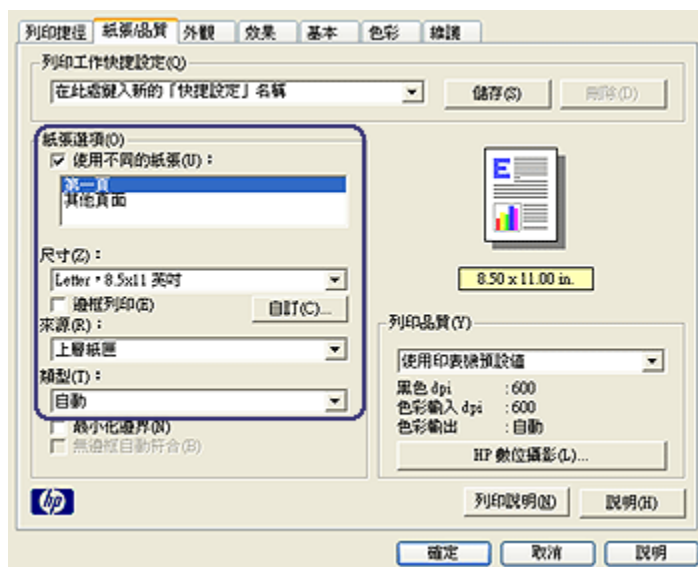 列印捷徑 紙張/品質 外觀 效果 基本 色彩 維護
列印工作快捷設定(Q)
在此處鍵入新的「快捷設定」名稱
儲存(S) 刪除(D)
紙張選項(O)
使用不同的紙張(U)：
第一頁
其他頁面
E
尺寸(Z)：
Letter，8.5x11 英吋
8.50 x 11.00 in.
邊框列印(E) 自訂(C)...
來源(R)：
上層紙匣
類型(T)：
自動
最小化邊界(N)
無邊框自動符合(B)
列印品質(Y)
使用印表機預設值
黑色 dpi :600
色彩輸入 dpi :600
色彩輸出 :自動
HP 數位攝影(L)...
hp
列印說明(N) 說明(H)
確定 取消 說明